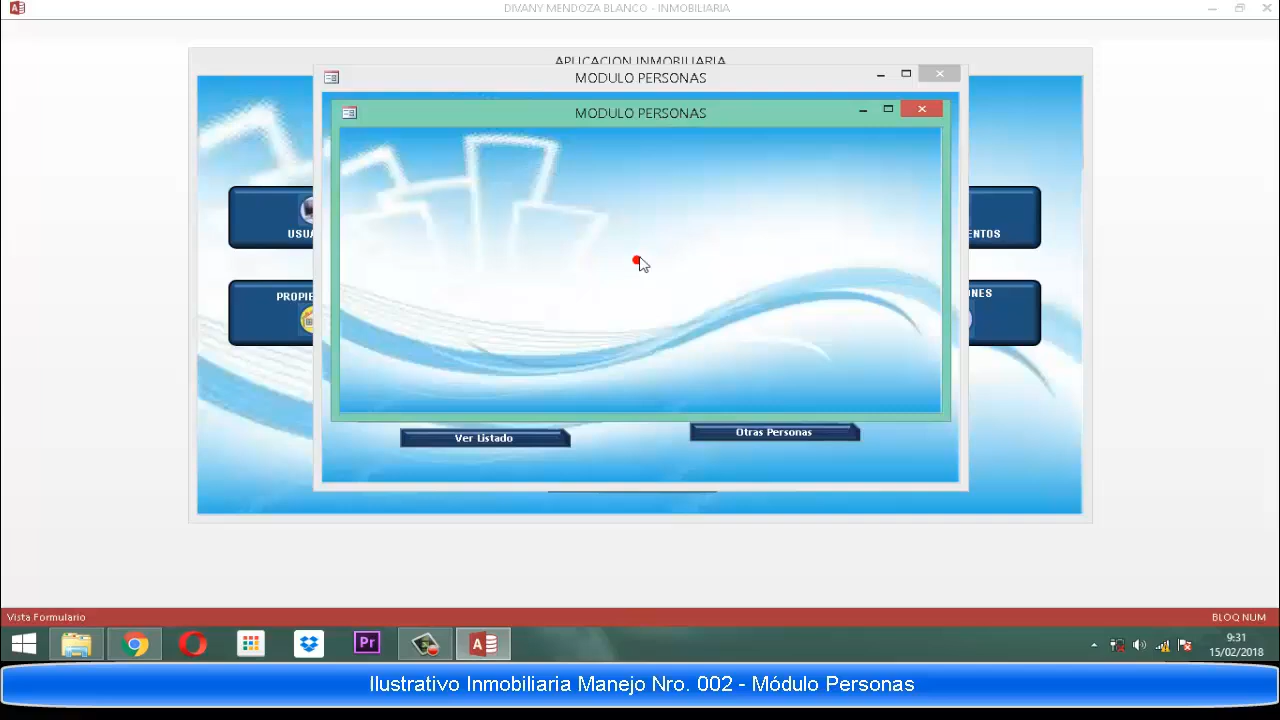 DIVANY MENDOZA BLANCO - INMOBILIARIA
APLICACION INMOBILIARIA
MODULO PERSONAS
MODULO PERSONAS
USUA
ENTOS
PROPIE
NES
Ver Listado
Otras Personas
Vista Formulario
BLOQ NUM
Pr
9:31
15/02/2018
Ilustrativo Inmobiliaria Manejo Nro. 002 - Módulo Personas